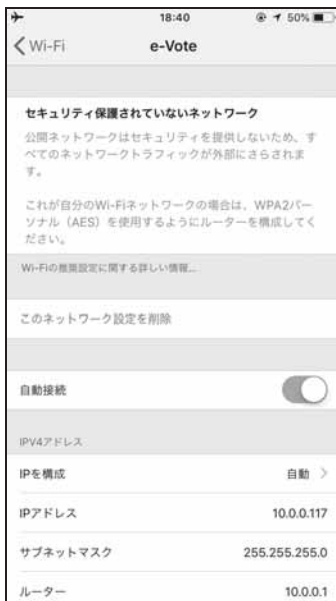 18:40
50%
Wi-Fi
e-Vote
セキュリティ保護されていないネットワーク
公開ネットワークはセキュリティを提供しないため、す
べてのネットワークトラフィックが外部にさらされま
す。
これが自分のWi-Fiネットワークの場合は、WPA2パー
ソナル（AES）を使用するようにルーターを構成してく
ださい。
Wi-Fiの推奨設定に関する詳しい情報...
このネットワーク設定を削除
自動接続
IPV4アドレス
IPを構成 自動
IPアドレス 10.0.0.117
サブネットマスク 255.255.255.0
ルーター 10.0.0.1